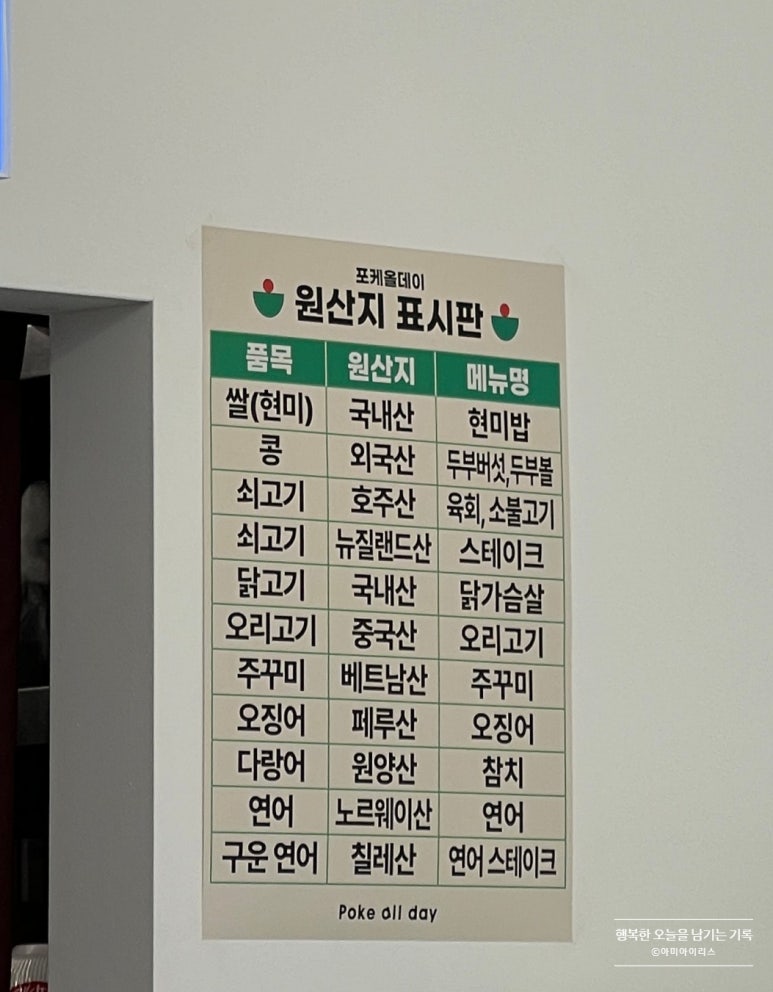 포케올데이
원산지 표시판
품목 원산지 메뉴명
쌀(현미) 국내산 현미밥
콩 외국산 두부버섯,두부볼
쇠고기 호주산 육회, 소불고기
쇠고기 뉴질랜드산 스테이크
닭고기 국내산 닭가슴살
오리고기 중국산 오리고기
주꾸미 베트남산 주꾸미
오징어 페루산 오징어
다랑어 원양산 참치
연어 노르웨이산 연어
구운 연어 칠레산 연어 스테이크
Poke all day
행복한 오늘을 남기는 기록
©아미아이리스